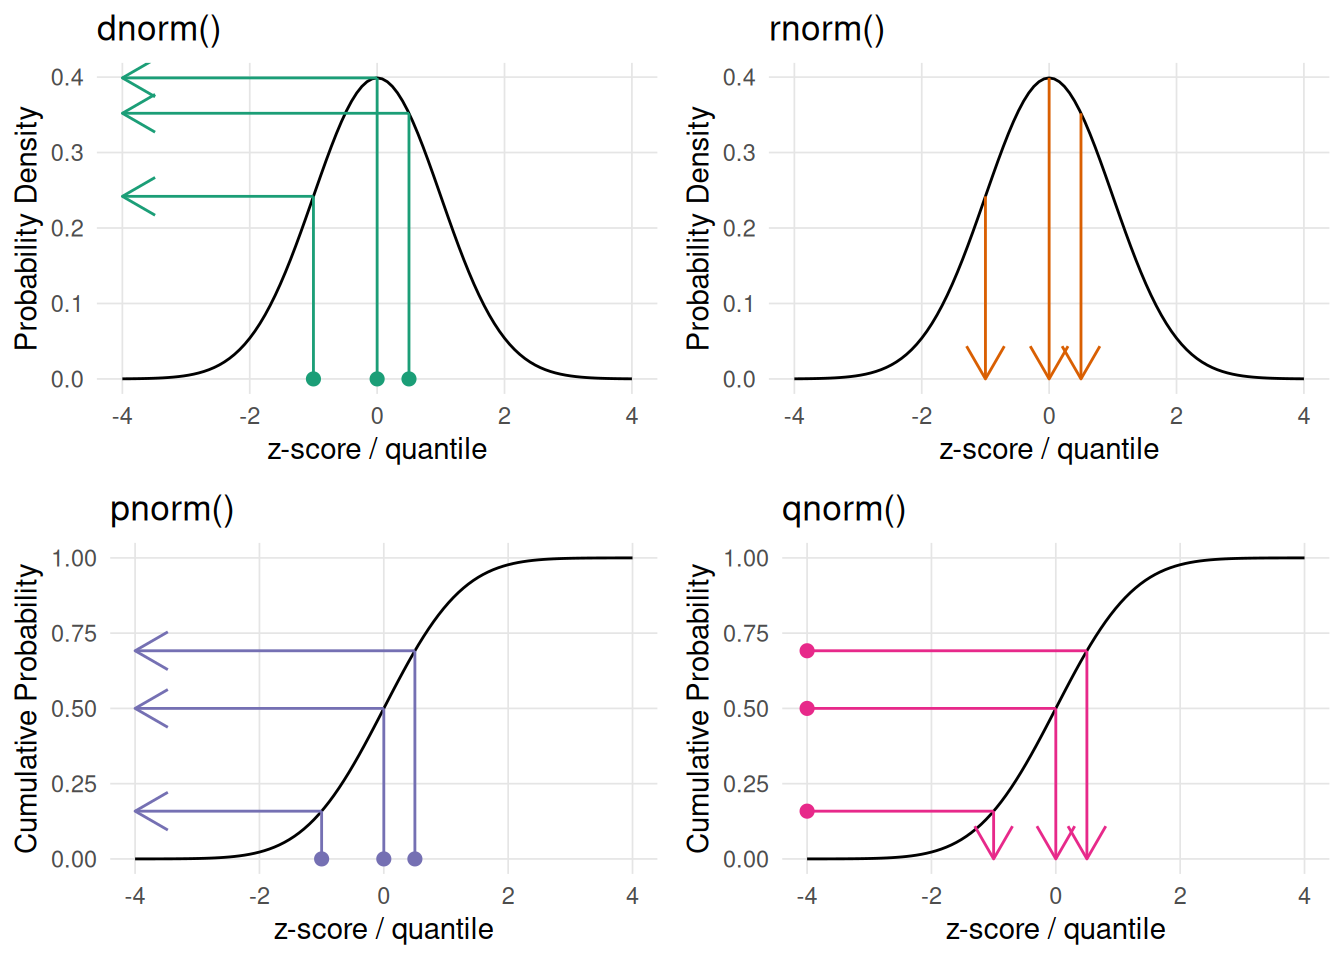 dnorm()
Probability Density
0.4
0.3
0.2
0.1
0.0
-4 -2 0 2 4
z-score / quantile
rnorm()
Probability Density
0.4
0.3
0.2
0.1
0.0
-4 -2 0 2 4
z-score / quantile
pnorm()
Cumulative Probability
1.00
0.75
0.50
0.25
0.00
-4 -2 0 2 4
z-score / quantile
qnorm()
Cumulative Probability
1.00
0.75
0.50
0.25
0.00
-4 -2 0 2 4
z-score / quantile